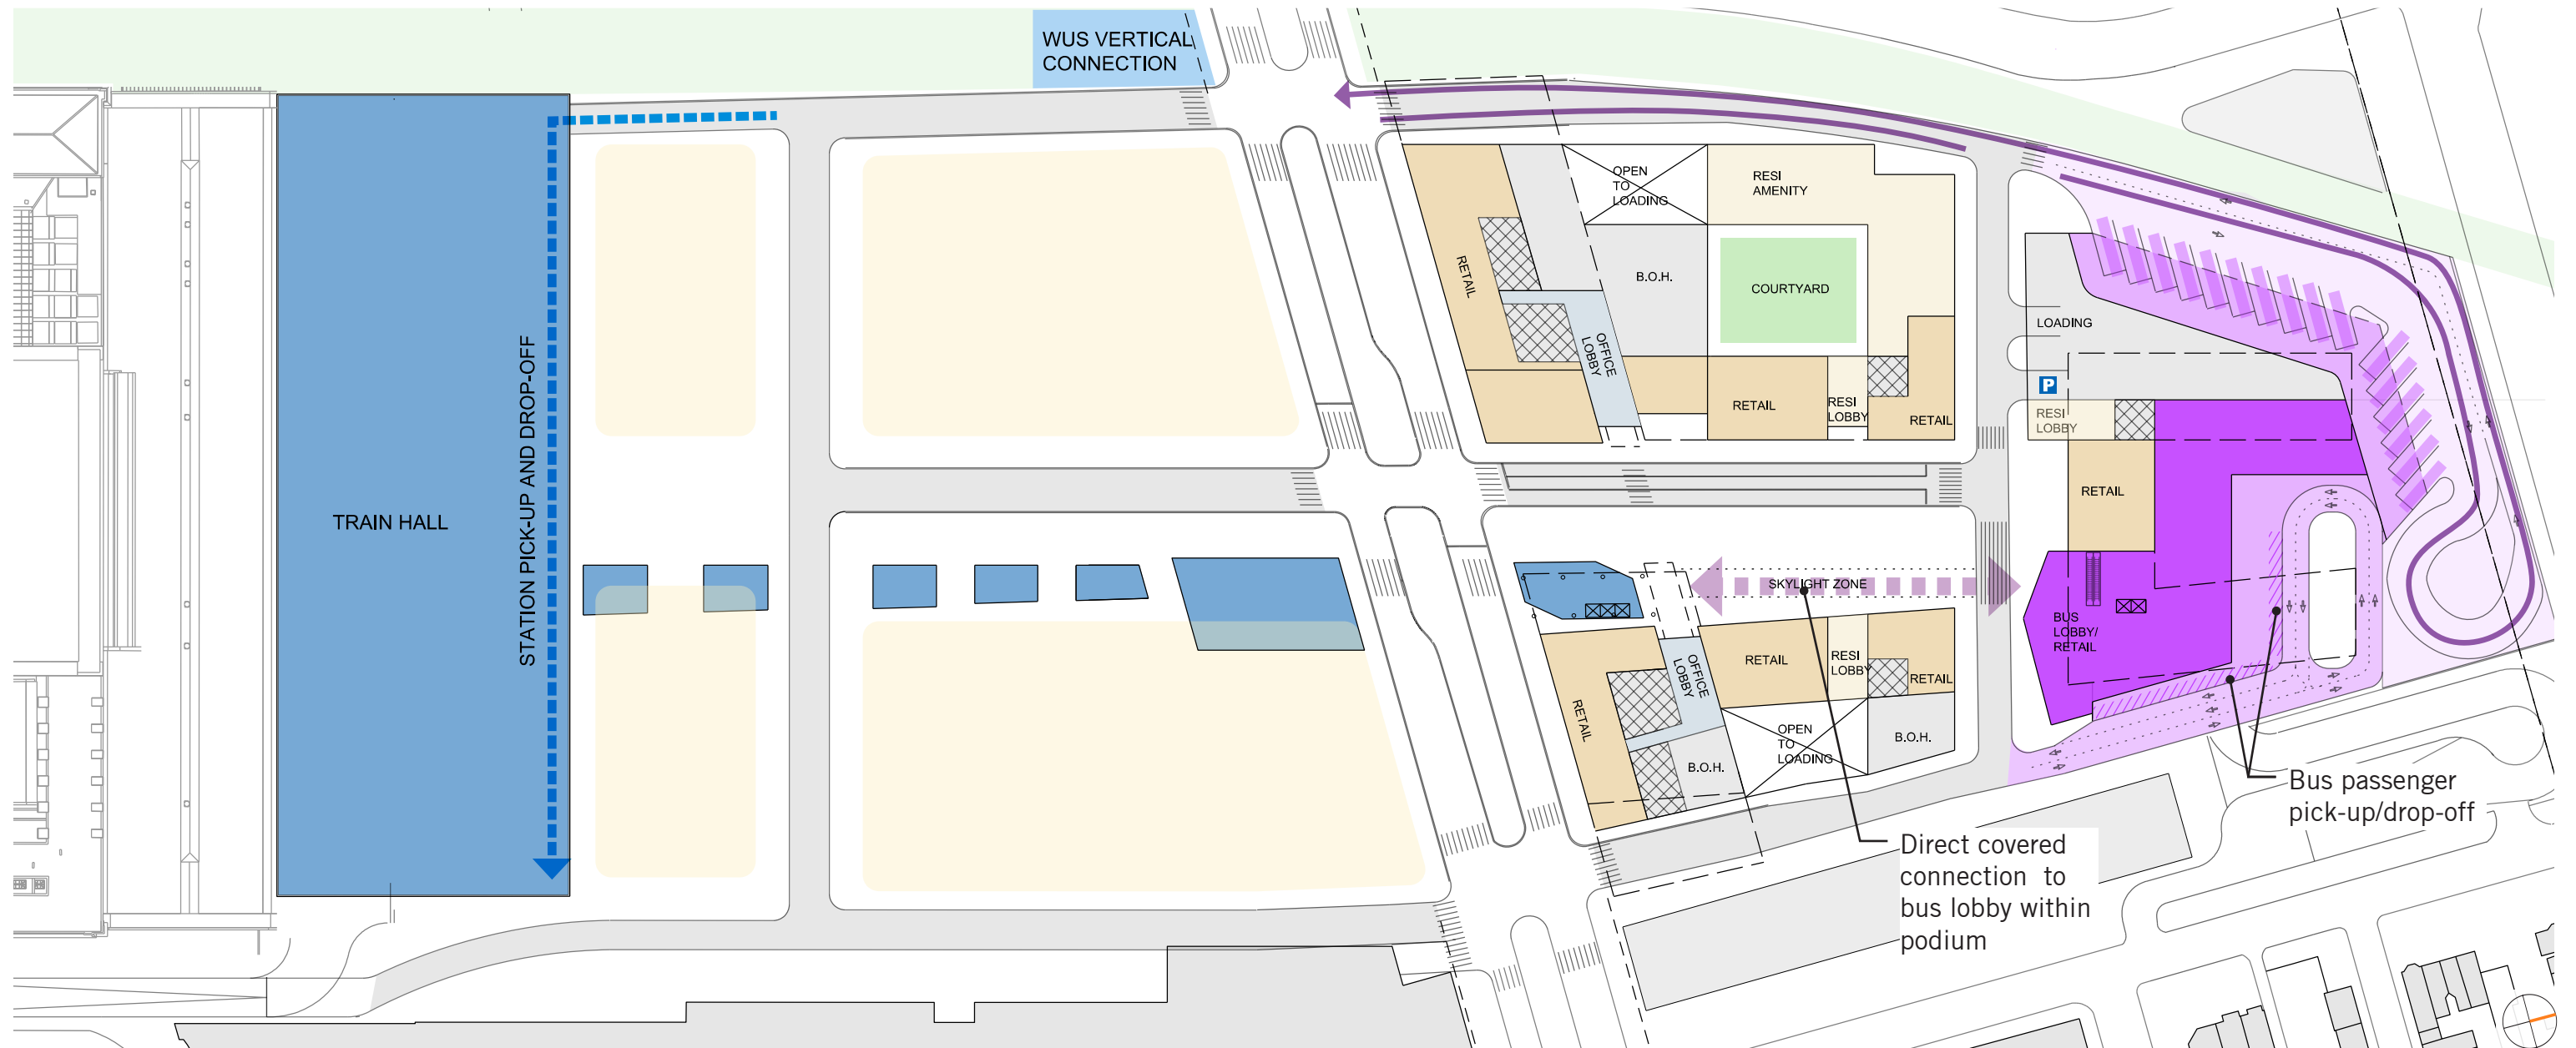 WUS VERTICAL
CONNECTION
TRAIN HALL
STATION PICK-UP AND DROP-OFF
RETAIL
OPEN
TO
LOADING
RESI
AMENITY
B.O.H.
COURTYARD
OFFICE
LOBBY
RETAIL
RESI
LOBBY
RETAIL
LOADING
P
RESI
LOBBY
RETAIL
SKYLIGHT ZONE
BUS
LOBBY/
RETAIL
RETAIL
OFFICE
LOBBY
RETAIL
RESI
LOBBY
RETAIL
OPEN
TO
LOADING
B.O.H.
B.O.H.
Bus passenger
pick-up/drop-off
Direct covered
connection to
bus lobby within
podium